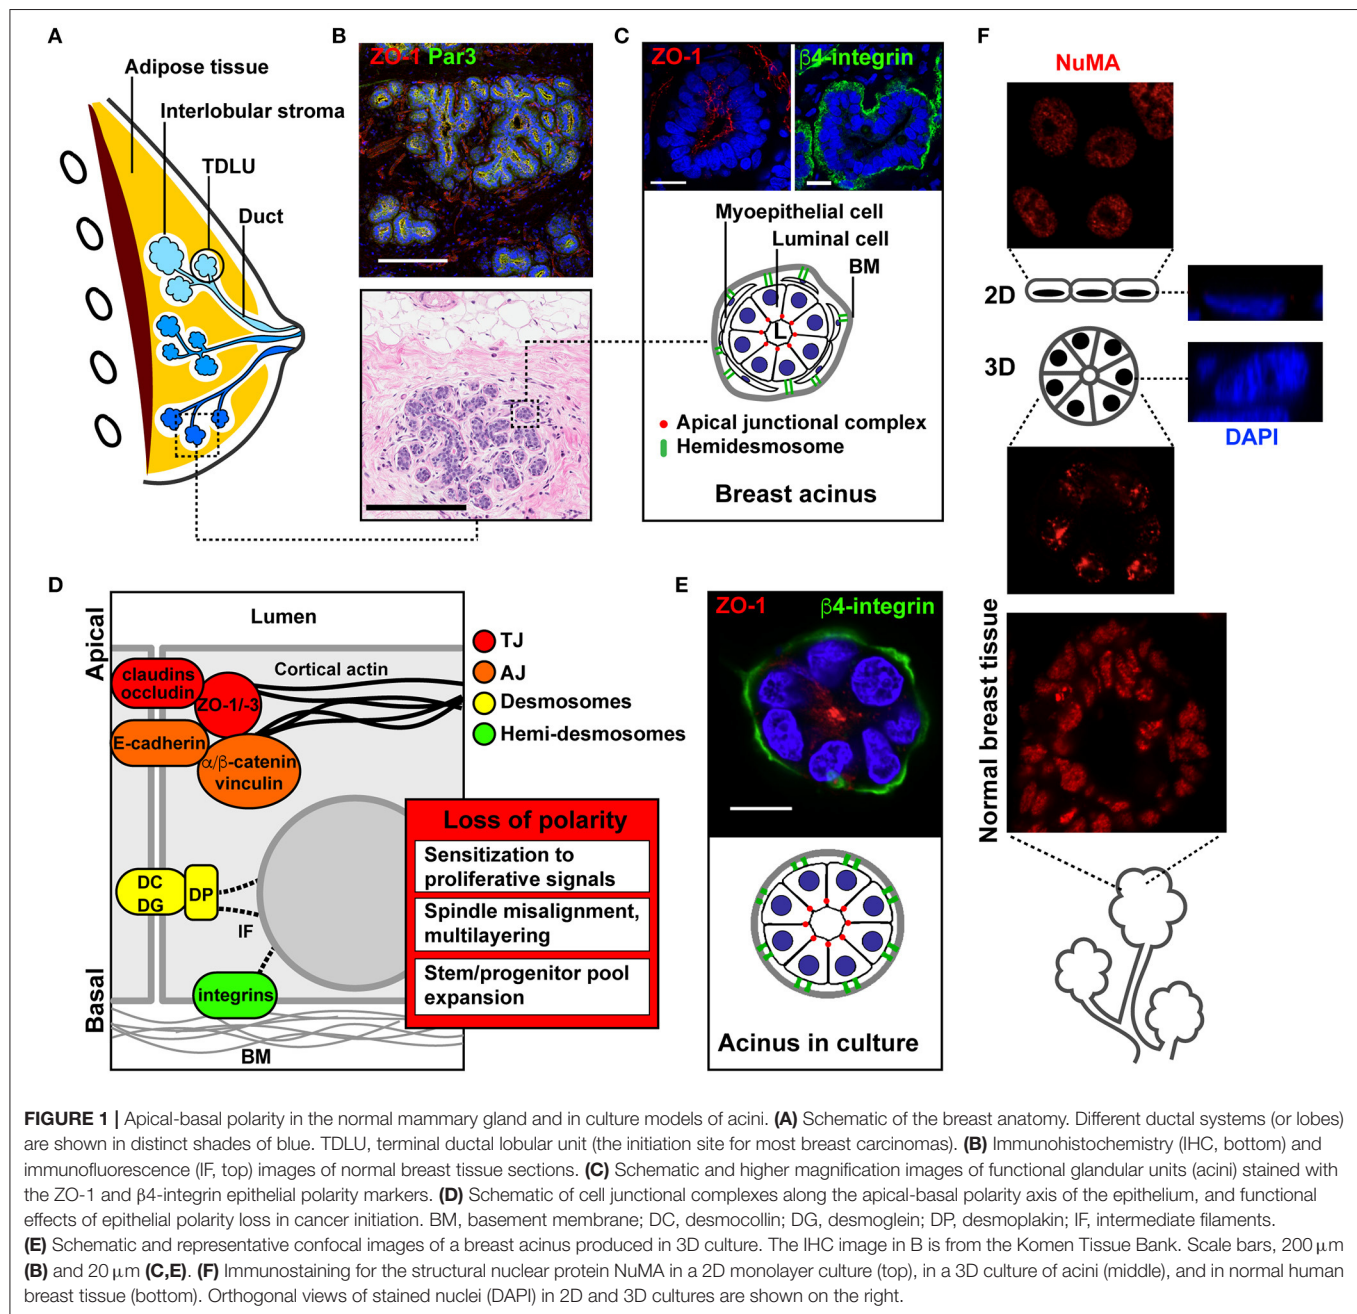 A
Adipose tissue
Interlobular stroma
TDLU
Duct
B
ZO-1 Par3
C
ZO-1
β4-integrin
Myoepithelial cell
Luminal cell
BM
L
Apical junctional complex
Hemidesmosome
Breast acinus
F
NuMA
2D
3D
DAPI
Normal breast tissue
D
Apical
Basal
Lumen
Cortical actin
claudins
occludin
ZO-1/-3
E-cadherin
α/β-catenin
vinculin
DC
DG
DP
IF
integrins
BM
TJ
AJ
Desmosomes
Hemi-desmosomes
Loss of polarity
Sensitization to
proliferative signals
Spindle misalignment,
multilayering
Stem/progenitor pool
expansion
E
ZO-1
β4-integrin
Acinus in culture
FIGURE 1 | Apical-basal polarity in the normal mammary gland and in culture models of acini. (A) Schematic of the breast anatomy. Different ductal systems (or lobes)
are shown in distinct shades of blue. TDLU, terminal ductal lobular unit (the initiation site for most breast carcinomas). (B) Immunohistochemistry (IHC, bottom) and
immunofluorescence (IF, top) images of normal breast tissue sections. (C) Schematic and higher magnification images of functional glandular units (acini) stained with
the ZO-1 and β4-integrin epithelial polarity markers. (D) Schematic of cell junctional complexes along the apical-basal polarity axis of the epithelium, and functional
effects of epithelial polarity loss in cancer initiation. BM, basement membrane; DC, desmocollin; DG, desmoglein; DP, desmoplakin; IF, intermediate filaments.
(E) Schematic and representative confocal images of a breast acinus produced in 3D culture. The IHC image in B is from the Komen Tissue Bank. Scale bars, 200 μm
(B) and 20 μm (C,E). (F) Immunostaining for the structural nuclear protein NuMA in a 2D monolayer culture (top), in a 3D culture of acini (middle), and in normal human
breast tissue (bottom). Orthogonal views of stained nuclei (DAPI) in 2D and 3D cultures are shown on the right.